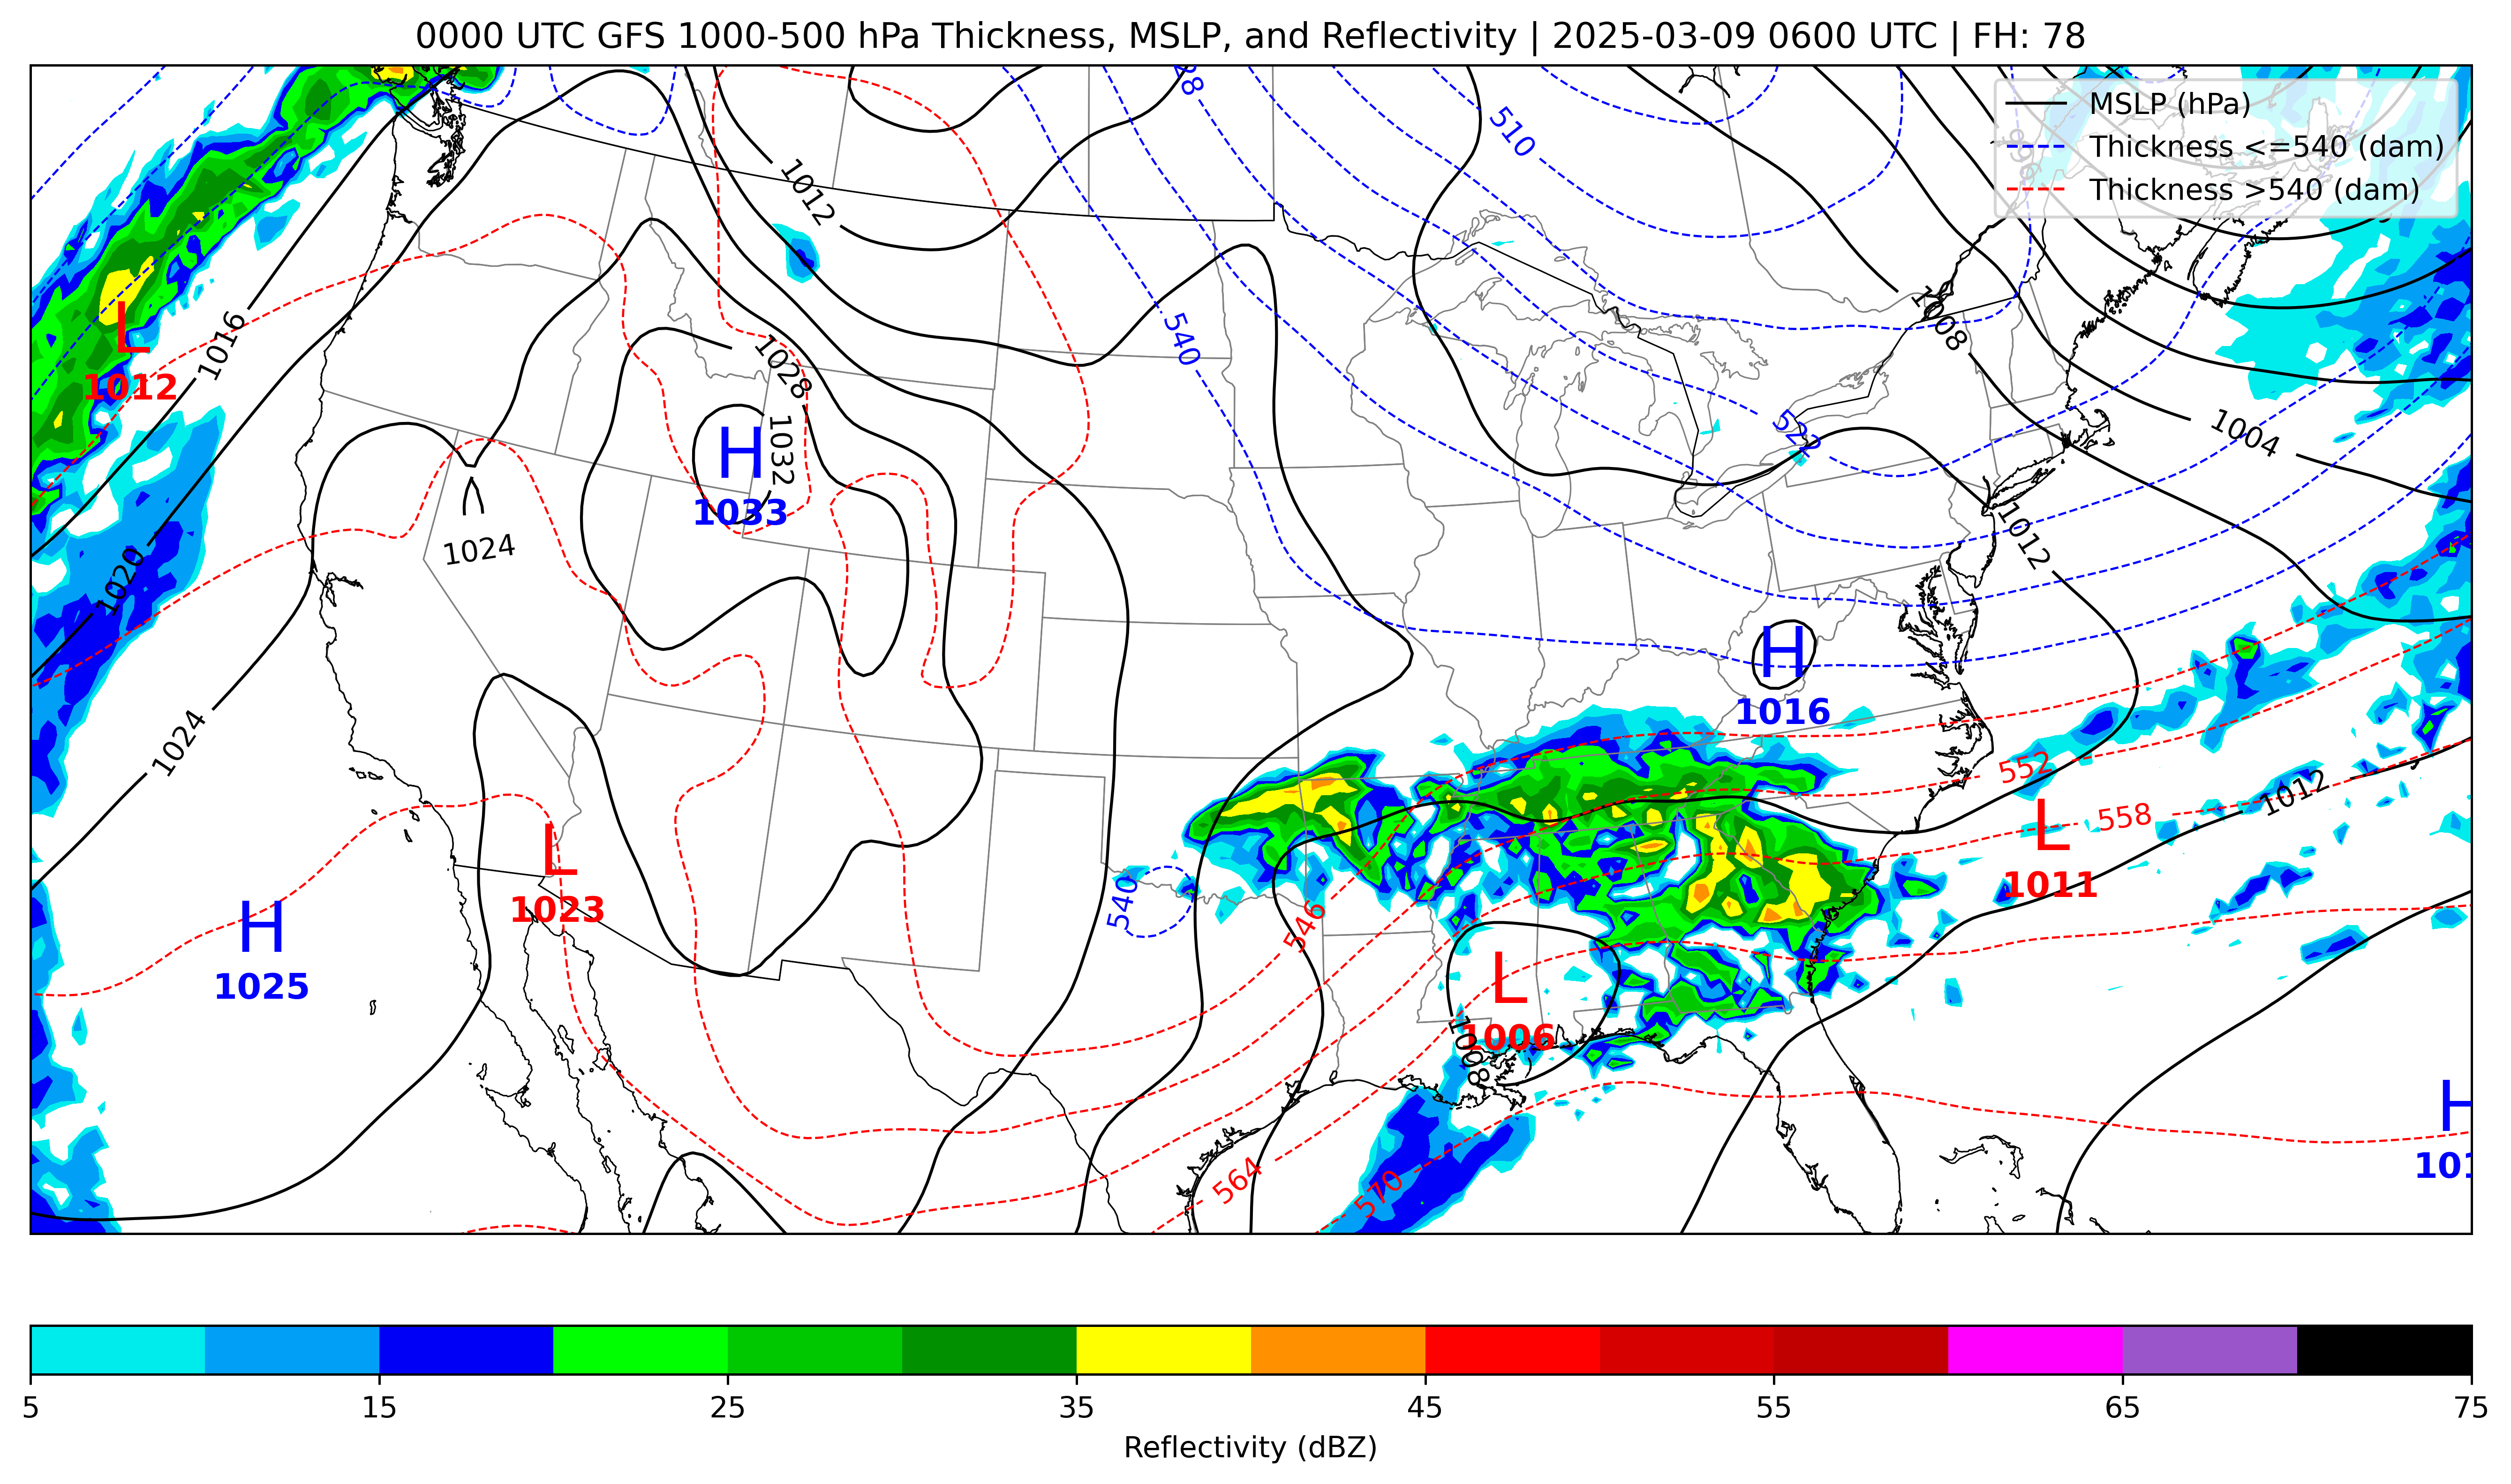 0000 UTC GFS 1000-500 hPa Thickness, MSLP, and Reflectivity | 2025-03-09 0600 UTC | FH: 78
MSLP (hPa)
Thickness <=540 (dam)
Thickness >540 (dam)
510
1012
996
1016
L
1012
540
1008
1028
1032
H
1033
522
1004
1024
1020
1012
H
1016
1024
552
558
1012
L
1011
L
1023
540
546
H
1025
L
1006
1008
H
564
570
5 15 25 35 45 55 65 75
Reflectivity (dBZ)